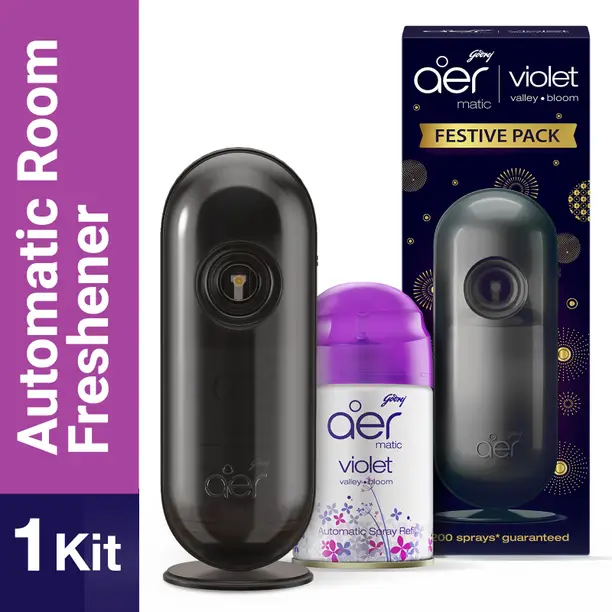 Automatic Room
Freshener
1 Kit
aer
Godrej
aer
matic
violet
valley • bloom
Automatic Spray Refill
Godrej
aer
matic
violet
valley • bloom
FESTIVE PACK
aer
200 sprays* guaranteed